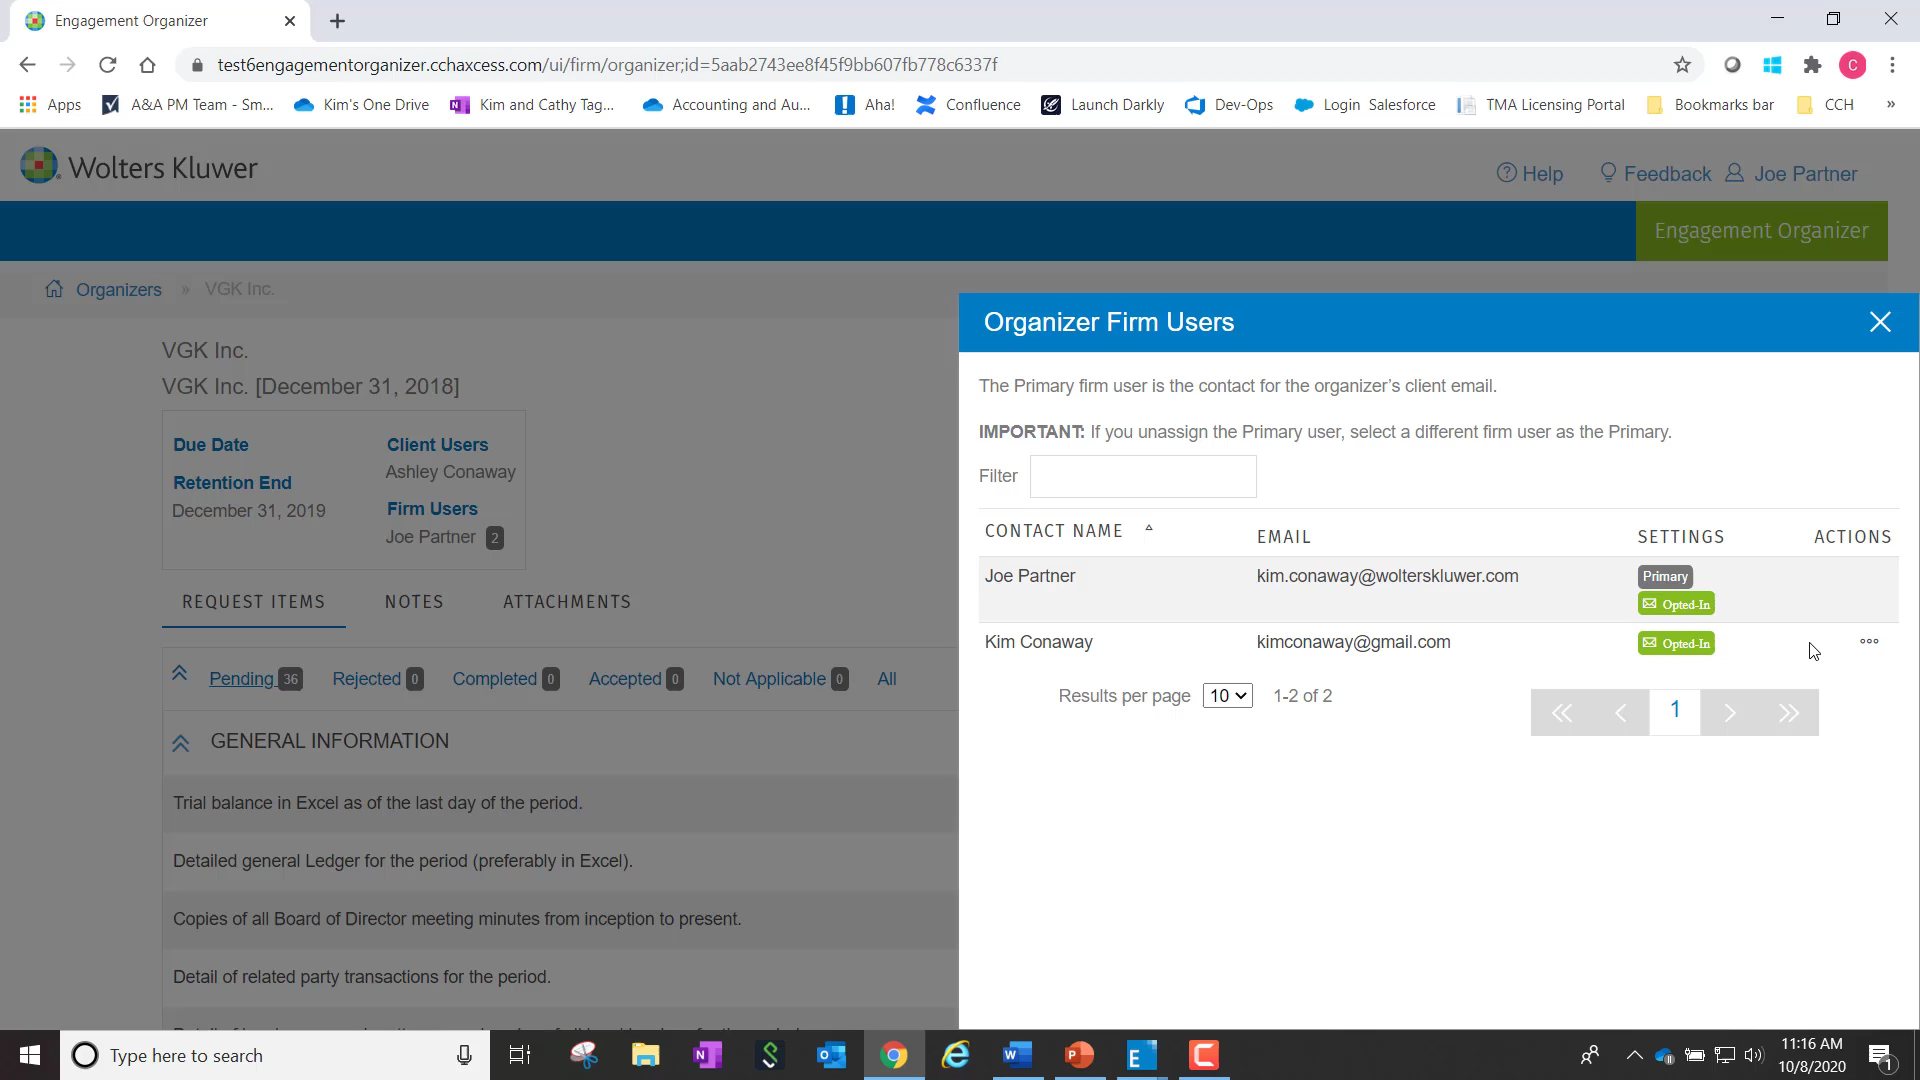 Engagement Organizer
test6engagementorganizer.cchaxcess.com/ui/firm/organizer;id=5aab2743ee8f45f9bb607fb778c6337f
C
Apps
A&A PM Team - Sm...
Kim's One Drive
Kim and Cathy Tag...
Accounting and Au...
Aha!
Confluence
Launch Darkly
Dev-Ops
Login Salesforce
TMA Licensing Portal
Bookmarks bar
CCH
»
Wolters Kluwer
Help
Feedback
Joe Partner
Engagement Organizer
Organizers » VGK Inc.
VGK Inc.
VGK Inc. [December 31, 2018]
Due Date
Retention End
December 31, 2019
Client Users
Ashley Conaway
Firm Users
Joe Partner 2
REQUEST ITEMS
NOTES
ATTACHMENTS
Pending 36
Rejected 0
Completed 0
Accepted 0
Not Applicable 0
All
GENERAL INFORMATION
Trial balance in Excel as of the last day of the period.
Detailed general Ledger for the period (preferably in Excel).
Copies of all Board of Director meeting minutes from inception to present.
Detail of related party transactions for the period.
Organizer Firm Users
The Primary firm user is the contact for the organizer's client email.
IMPORTANT: If you unassign the Primary user, select a different firm user as the Primary.
Filter
CONTACT NAME EMAIL SETTINGS ACTIONS
Joe Partner kim.conaway@wolterskluwer.com Primary
Opted-In
Kim Conaway kimconaway@gmail.com Opted-In
Results per page 10 1-2 of 2
1
Type here to search
11:16 AM
10/8/2020
1